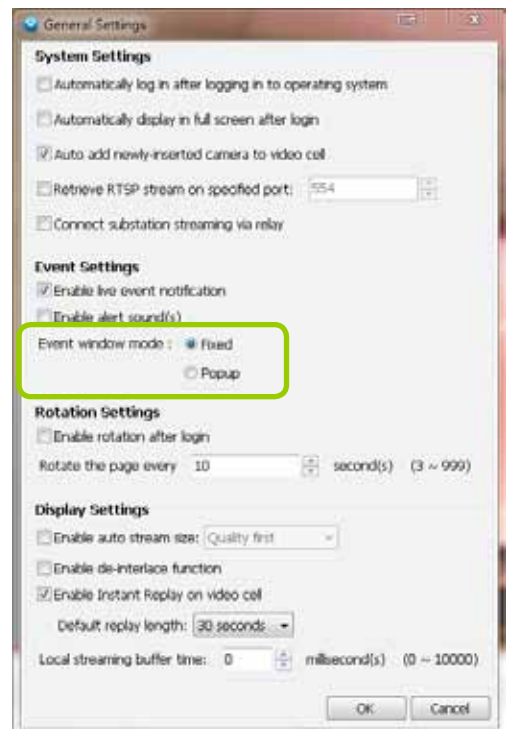 General Settings
System Settings
Automatically log in after logging in to operating system
Automatically display in full screen after login
Auto add newly-inserted camera to video cell
Retrieve RTSP stream on specified port: 554
Connect substation streaming via relay
Event Settings
Enable live event notification
Enable alert sound(s)
Event window mode : Fixed
Popup
Rotation Settings
Enable rotation after login
Rotate the page every 10 second(s) (3 ~ 999)
Display Settings
Enable auto stream size: Quality first
Enable de-interlace function
Enable Instant Replay on video cell
Default replay length: 30 seconds
Local streaming buffer time: 0 millisecond(s) (0 ~ 10000)
OK Cancel